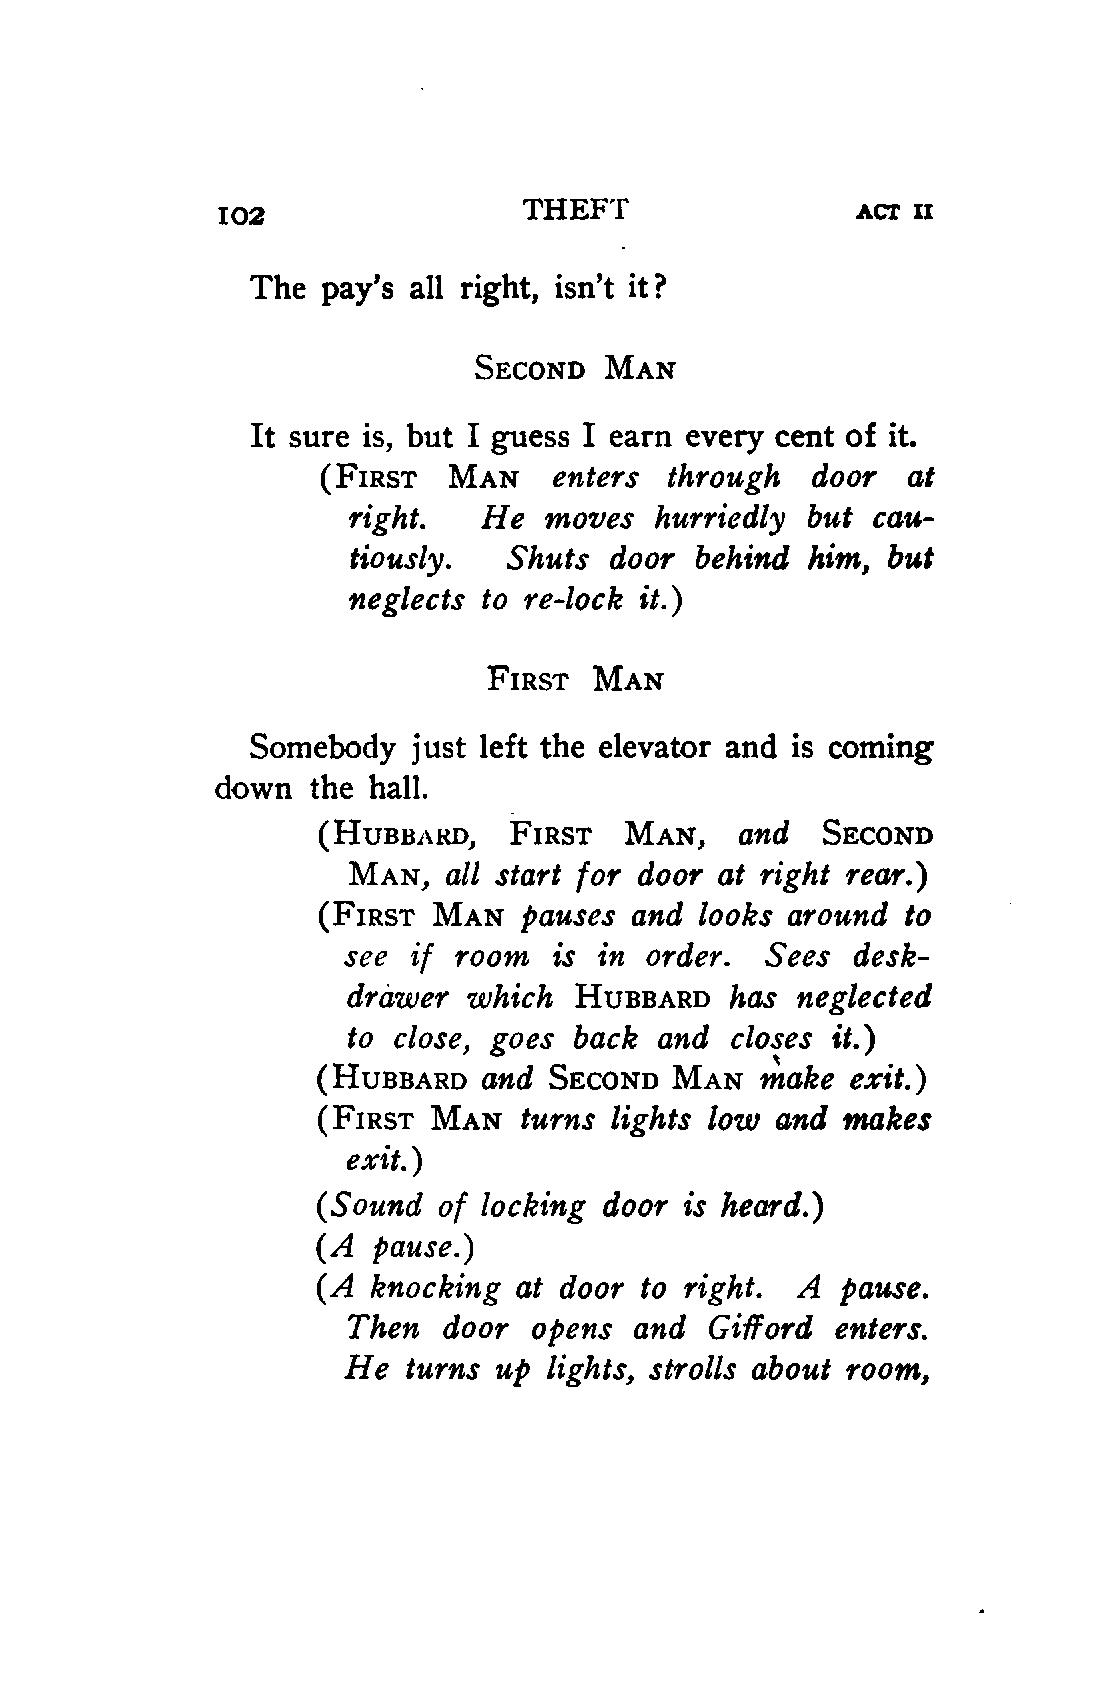 102 THEFT ACT II
The pay's all right, isn't it?
SECOND MAN
It sure is, but I guess I earn every cent of it.
(FIRST MAN enters through door at
right. He moves hurriedly but cau-
tiously. Shuts door behind him, but
neglects to re-lock it.)
FIRST MAN
Somebody just left the elevator and is coming
down the hall.
(HUBBARD, FIRST MAN, and SECOND
MAN, all start for door at right rear.)
(FIRST MAN pauses and looks around to
see if room is in order. Sees desk-
drawer which HUBBARD has neglected
to close, goes back and closes it.)
(HUBBARD and SECOND MAN make exit.)
(FIRST MAN turns lights low and makes
exit.)
(Sound of locking door is heard.)
(A pause.)
(A knocking at door to right. A pause.
Then door opens and Gifford enters.
He turns up lights, strolls about room,